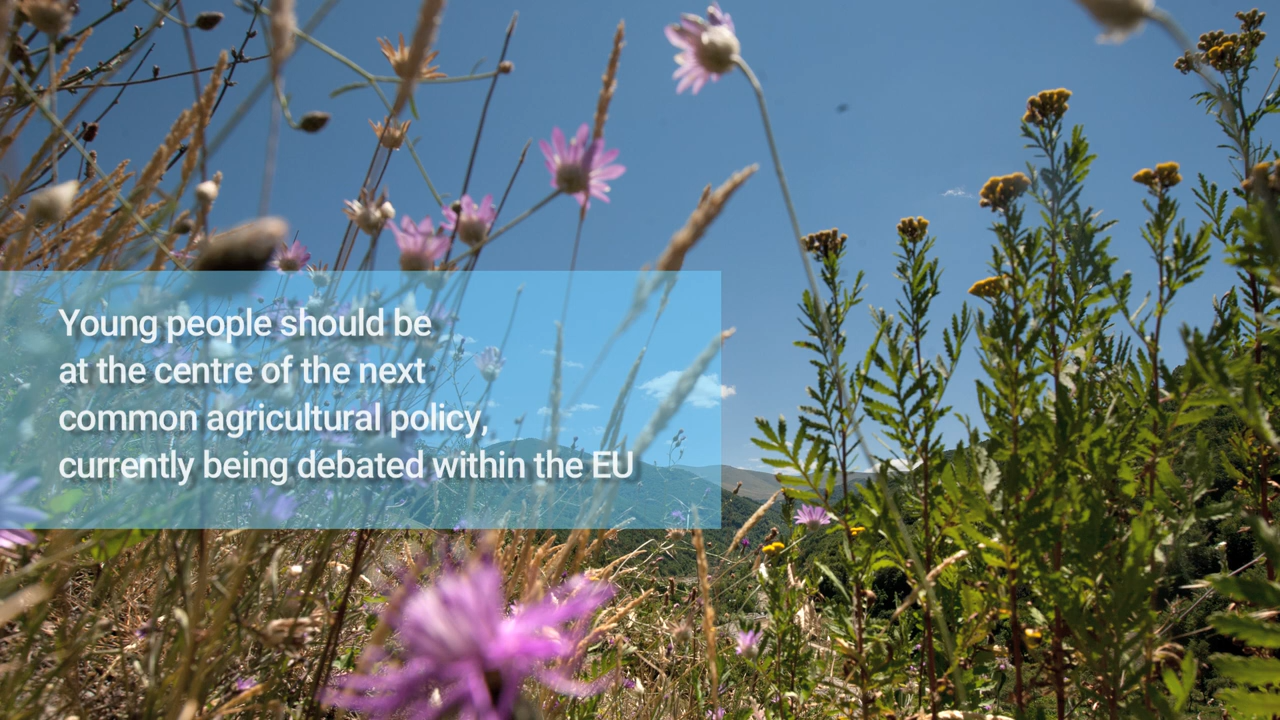 Young people should be
at the centre of the next
common agricultural policy,
currently being debated within the EU